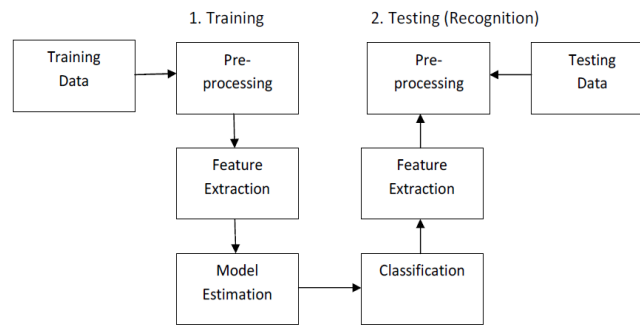 1. Training
2. Testing (Recognition)
Training
Data
Pre-
processing
Pre-
processing
Testing
Data
Feature
Extraction
Feature
Extraction
Model
Estimation
Classification